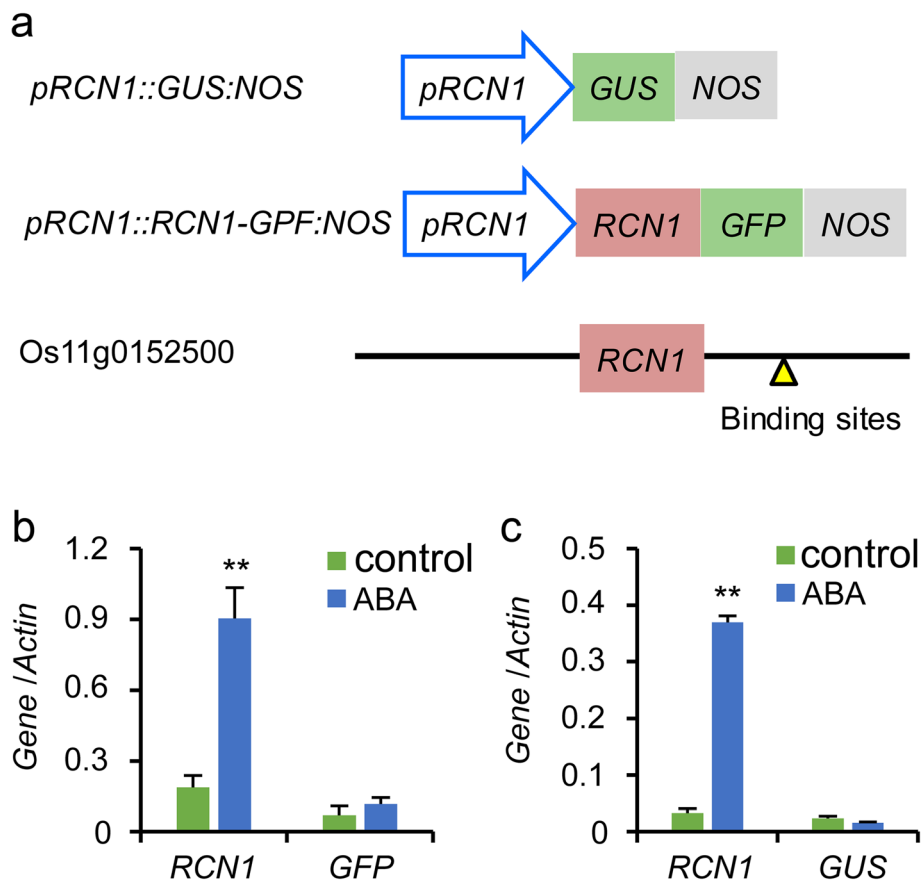 a
pRCN1::GUS:NOS pRCN1 GUS NOS
pRCN1::RCN1-GPF:NOS pRCN1 RCN1 GFP NOS
Os11g0152500 RCN1
Binding sites
b
1.2
0.9
0.6
0.3
0
Gene /Actin
**
control
ABA
RCN1 GFP
c
0.5
0.4
0.3
0.2
0.1
0
Gene /Actin
**
control
ABA
RCN1 GUS